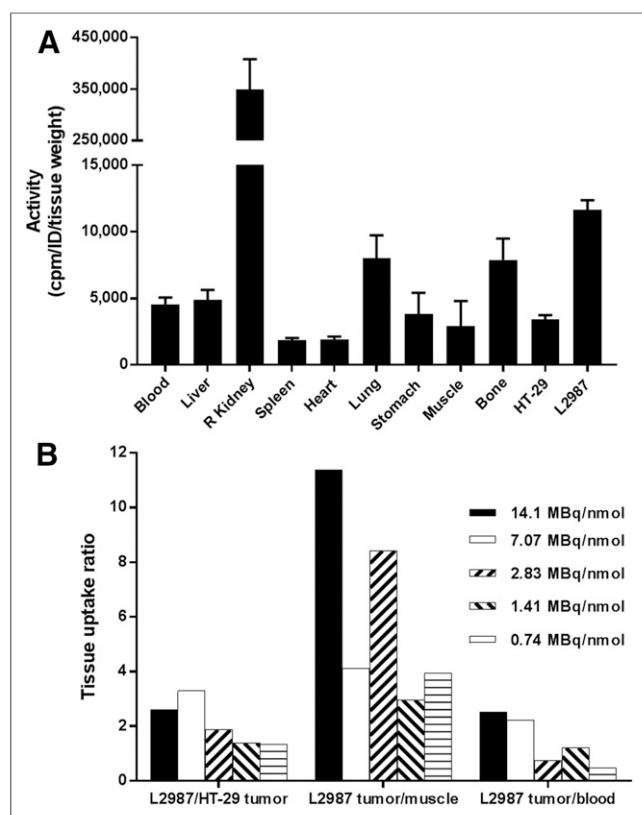 A
Activity
(cpm/ID/tissue weight)
450,000
350,000
250,000
15,000
10,000
5,000
0
Blood
Liver
R Kidney
Spleen
Heart
Lung
Stomach
Muscle
Bone
HT-29
L2987
B
Tissue uptake ratio
12
10
8
6
4
2
0
14.1 MBq/nmol
7.07 MBq/nmol
2.83 MBq/nmol
1.41 MBq/nmol
0.74 MBq/nmol
L2987/HT-29 tumor
L2987 tumor/muscle
L2987 tumor/blood